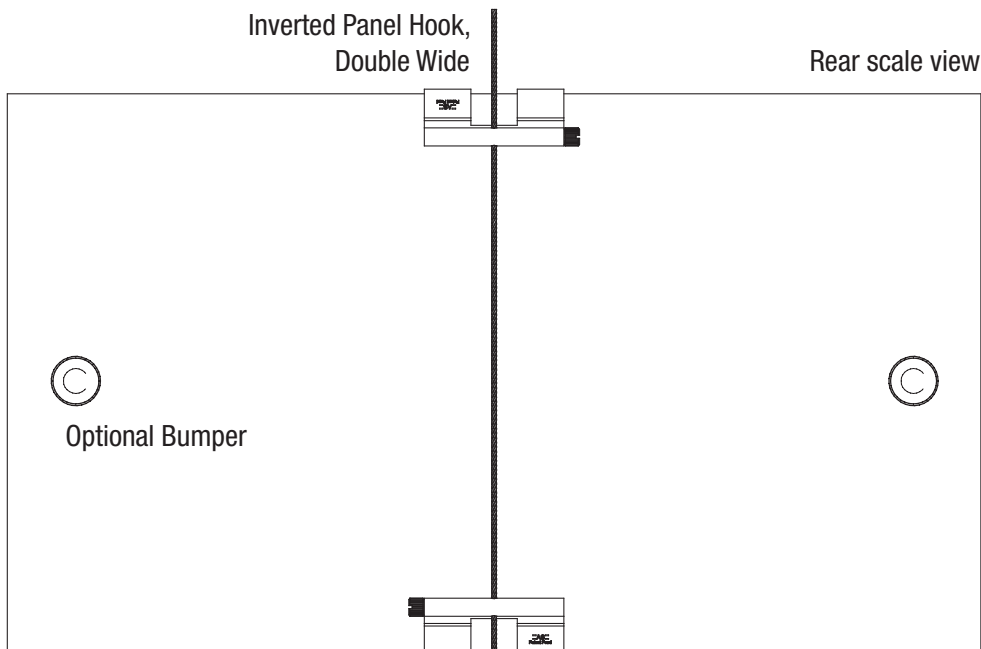 Inverted Panel Hook,
Double Wide
Rear scale view
Optional Bumper